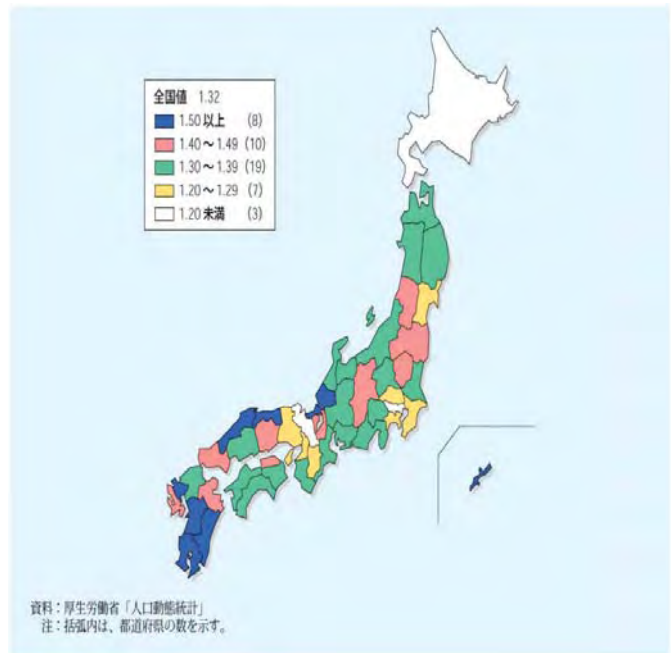 全国値 1.32
1.50 以上 (8)
1.40～1.49 (10)
1.30～1.39 (19)
1.20～1.29 (7)
1.20 未満 (3)
資料：厚生労働省「人口動態統計」
注：括弧内は、都道府県の数を示す。